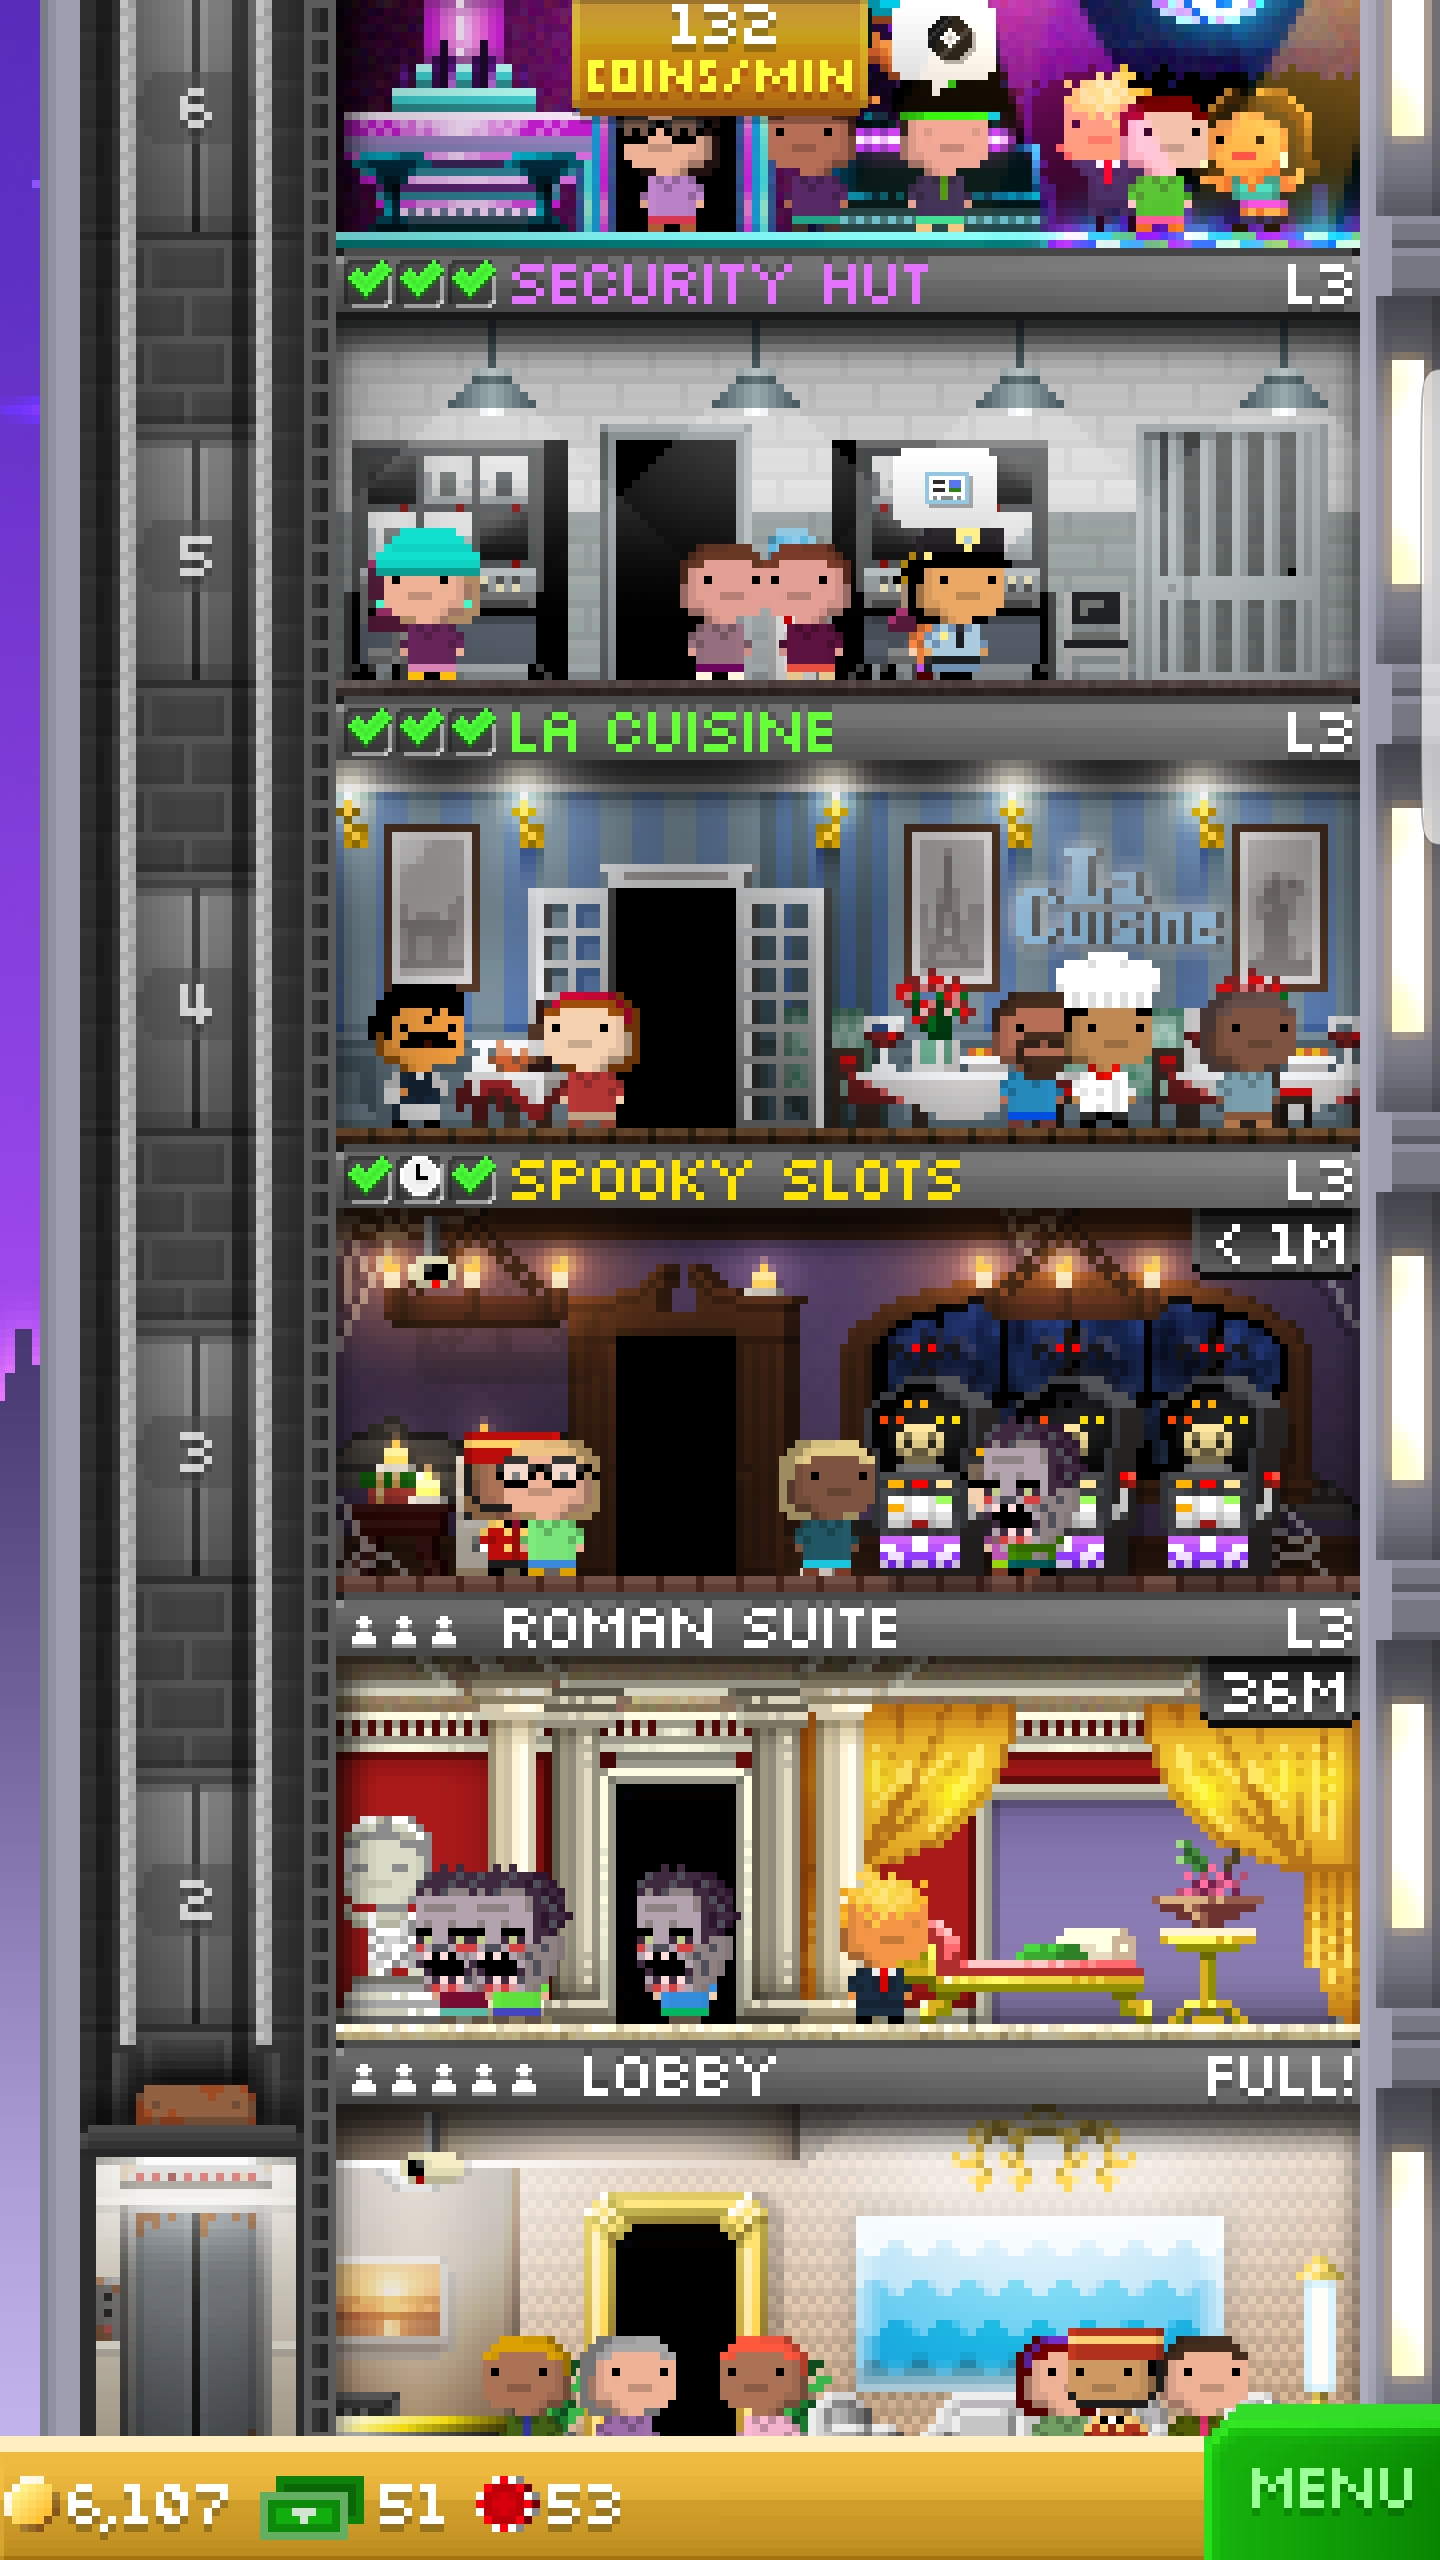 132
COINS/MIN
6
SECURITY HUT L3
5
LA CUISINE L3
La
Cuisine
4
SPOOKY SLOTS L3
< 1M
3
ROMAN SUITE L3
36M
2
LOBBY FULL!
6,107 51 53
MENU